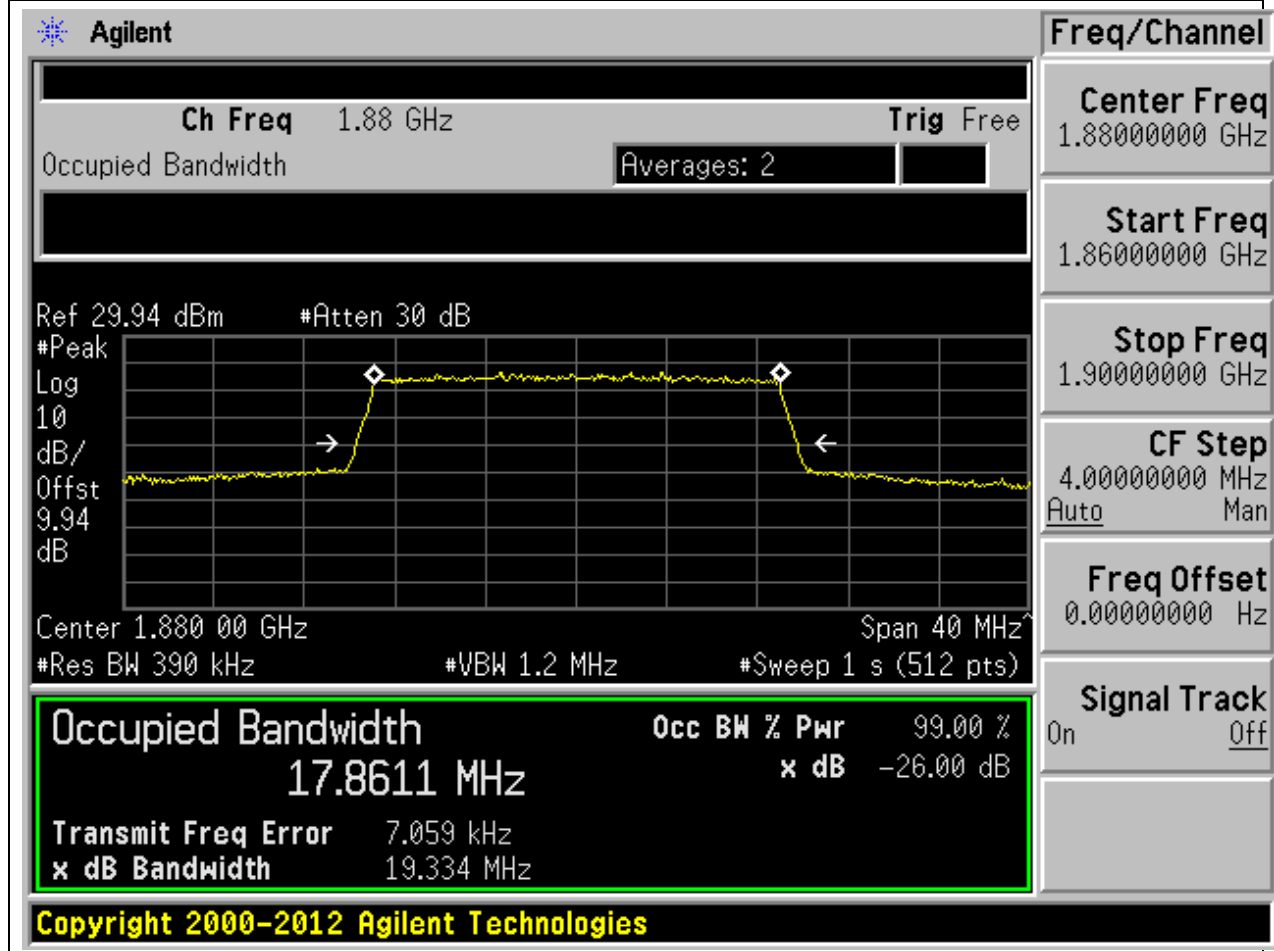 Agilent
Freq/Channel
Ch Freq 1.88 GHz Trig Free
Occupied Bandwidth Averages: 2
Ref 29.94 dBm #Atten 30 dB
#Peak
Log
10
dB/
Offst
9.94
dB
Center 1.880 00 GHz Span 40 MHz^
#Res BW 390 kHz #VBW 1.2 MHz #Sweep 1 s (512 pts)
Occupied Bandwidth Occ BW % Pwr 99.00 %
17.8611 MHz x dB -26.00 dB
Transmit Freq Error 7.059 kHz
x dB Bandwidth 19.334 MHz
Copyright 2000-2012 Agilent Technologies
Center Freq
1.88000000 GHz
Start Freq
1.86000000 GHz
Stop Freq
1.90000000 GHz
CF Step
4.00000000 MHz
Auto Man
Freq Offset
0.00000000 Hz
Signal Track
On Off